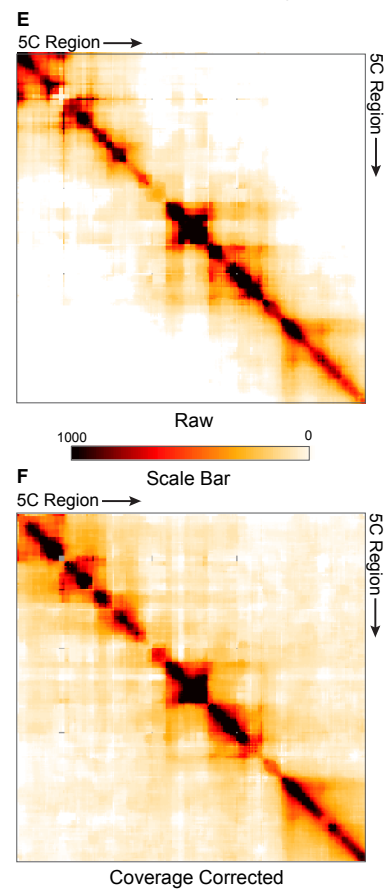 E
5C Region
5C Region
Raw
1000 0
Scale Bar
F
5C Region
5C Region
Coverage Corrected